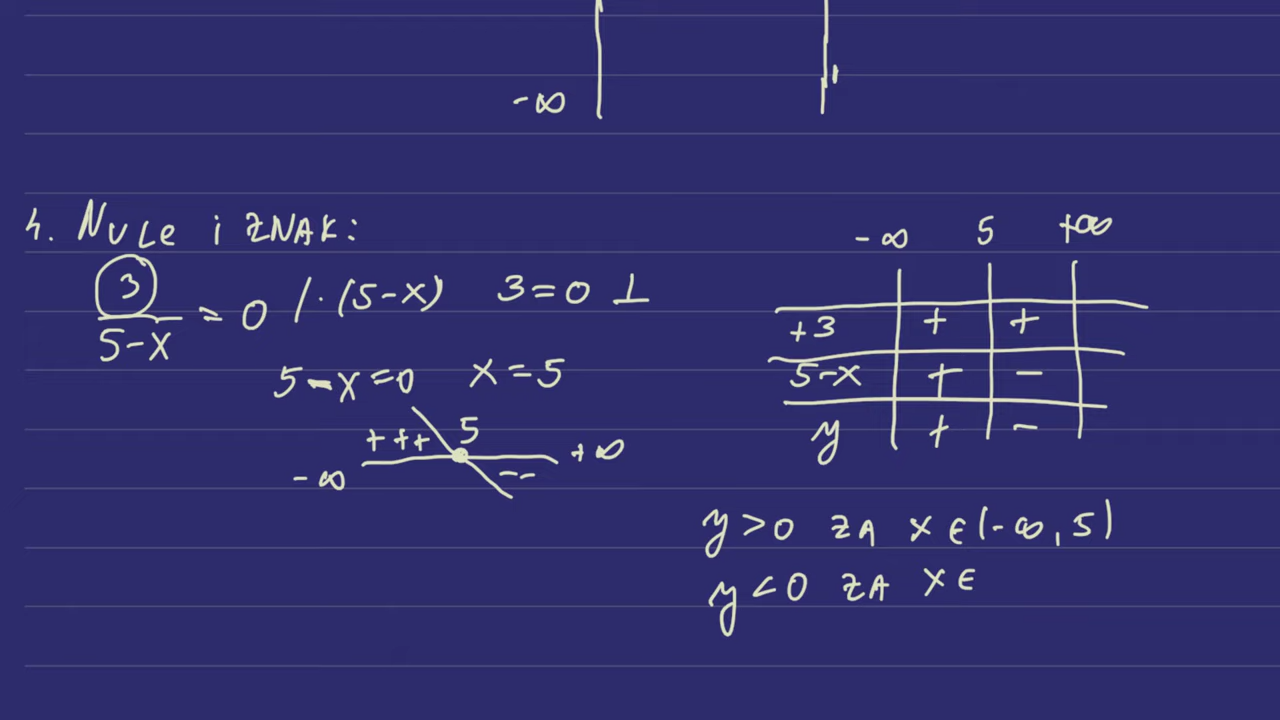 -∞
4. NULE i ZNAK:
3/(5-x) = 0 /·(5-x) 3=0 ⊥
5-x=0 x=5
+++ 5 --
-∞ +∞
-∞ 5 +∞
+3 + +
5-x + -
y + -
y>0 ZA x∈(-∞,5)
y<0 ZA x∈